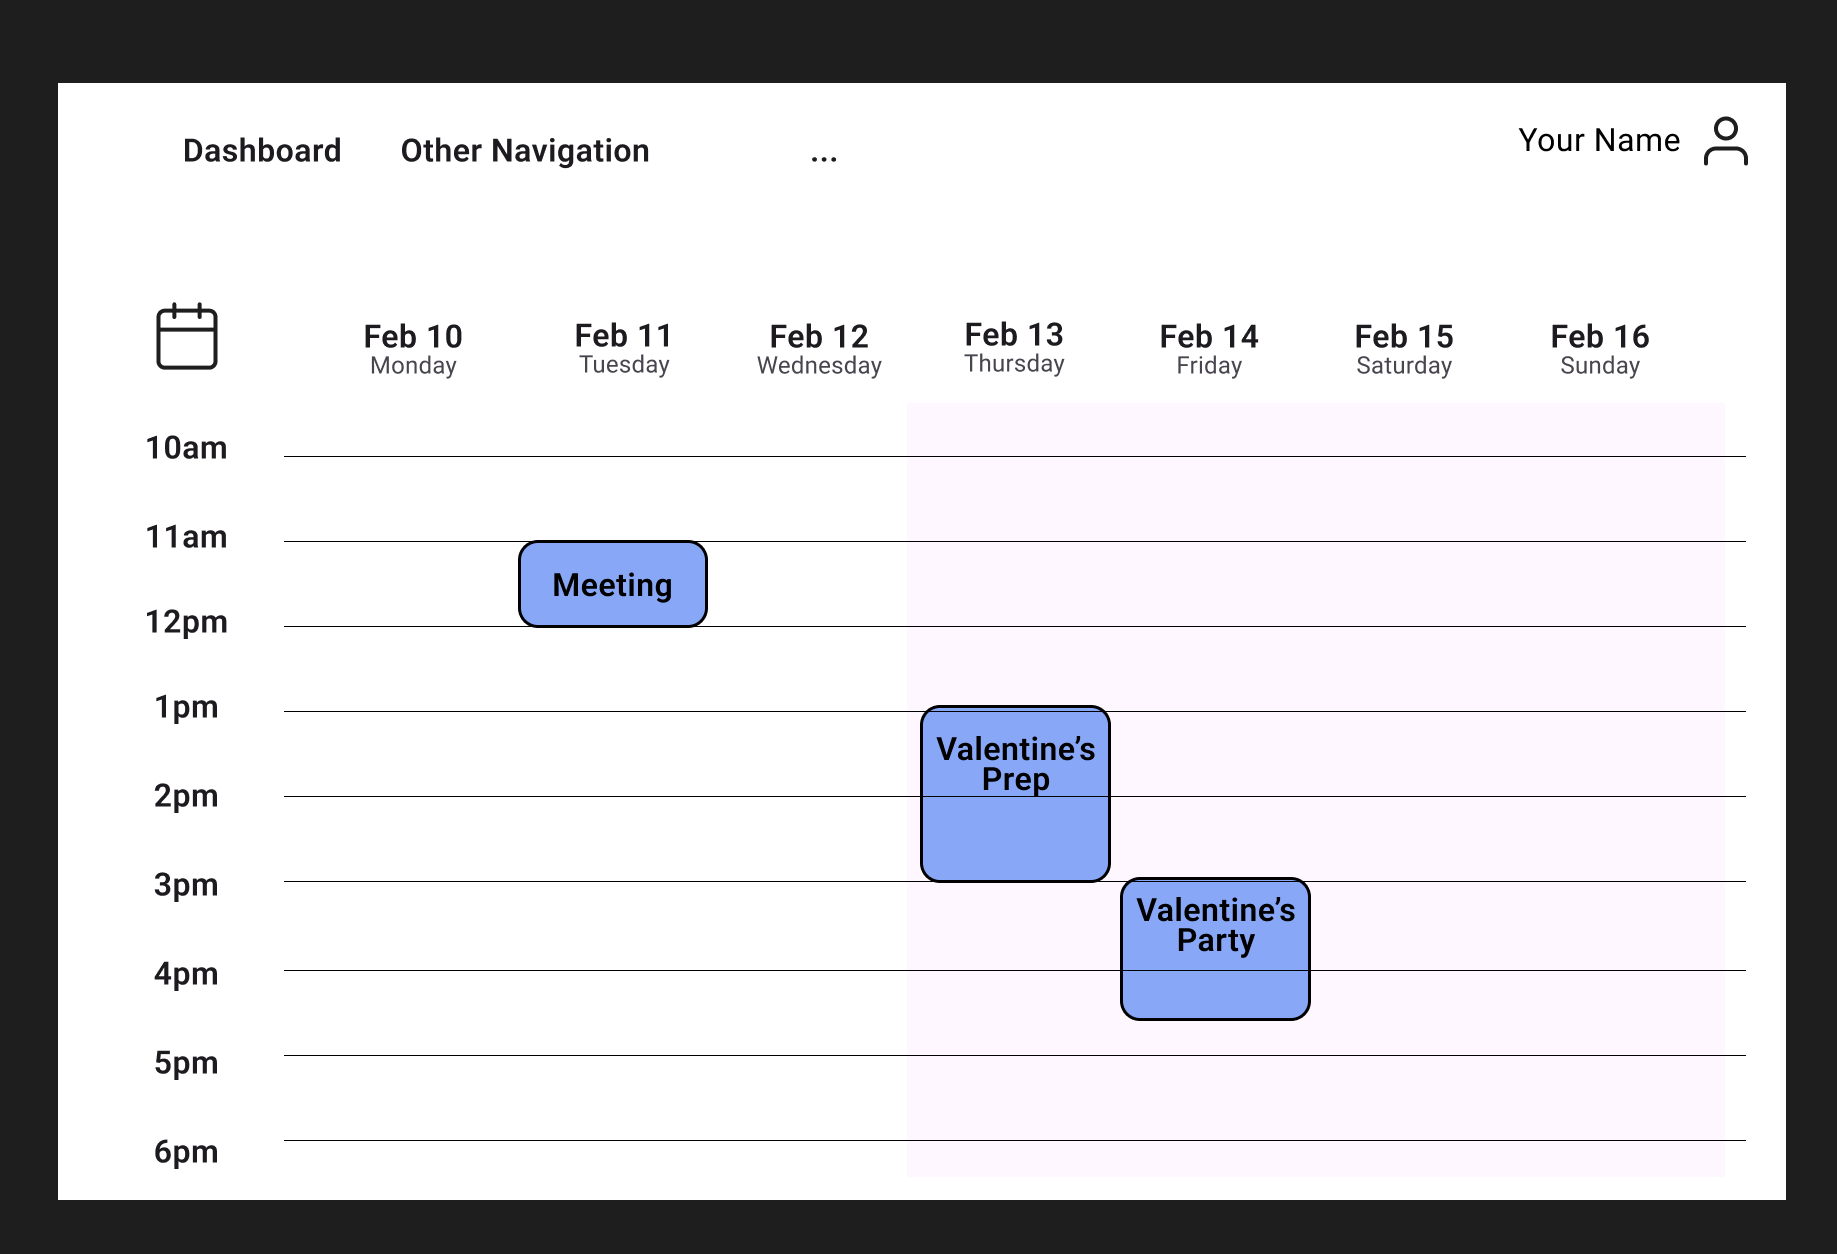 Dashboard Other Navigation ... Your Name
Feb 10 Feb 11 Feb 12 Feb 13 Feb 14 Feb 15 Feb 16
Monday Tuesday Wednesday Thursday Friday Saturday Sunday
10am
11am
Meeting
12pm
1pm
Valentine’s
Prep
2pm
3pm
Valentine’s
Party
4pm
5pm
6pm